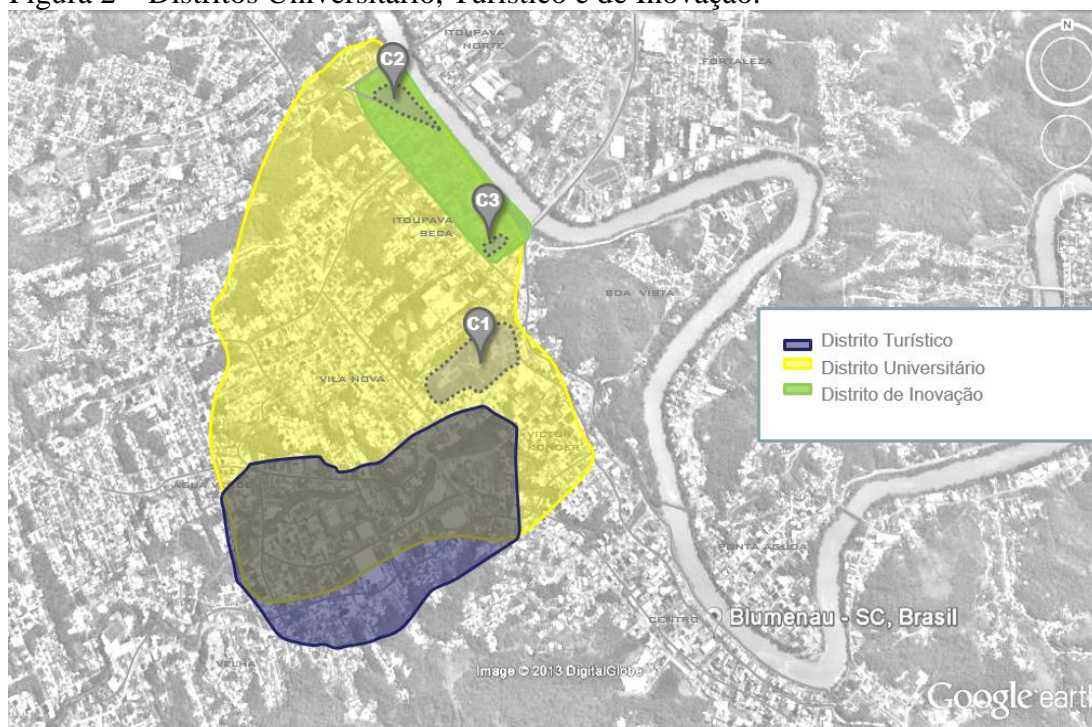 Figura 2 – Distritos Universitário, Turístico e de Inovação.
ITOUPAVA
NORTE
N
FORTALEZA
C2
C3
ITOUPAVA
SECA
BOA VISTA
C1
VILA NOVA
Distrito Turístico
Distrito Universitário
Distrito de Inovação
VICTOR
KONDER
PONTA AGUDA
CENTRO
Blumenau - SC, Brasil
VELHA
Image © 2013 DigitalGlobe
Google earth